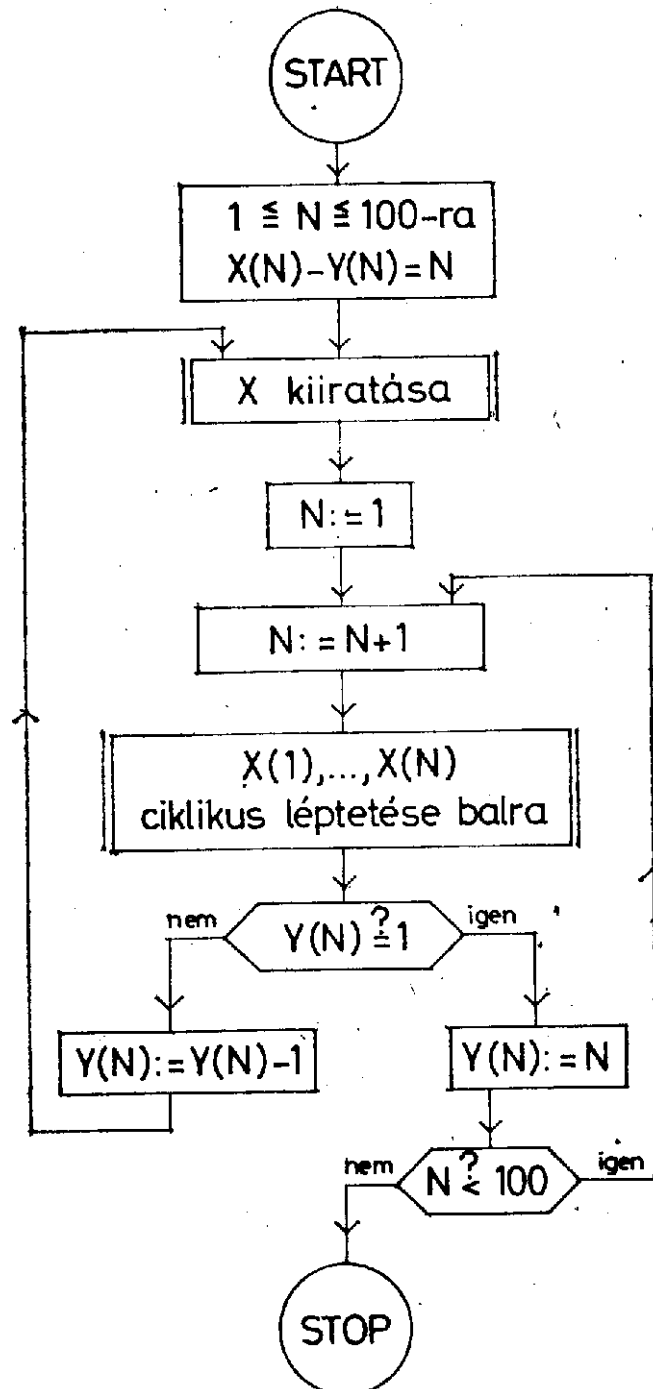 START
1 ≦ N ≦ 100-ra
X(N)-Y(N)=N
X kiiratása
N:=1
N:=N+1
X(1),...,X(N)
ciklikus léptetése balra
nem
Y(N)≟1
igen
Y(N):=Y(N)-1
Y(N):=N
nem
N ?< 100
igen
STOP